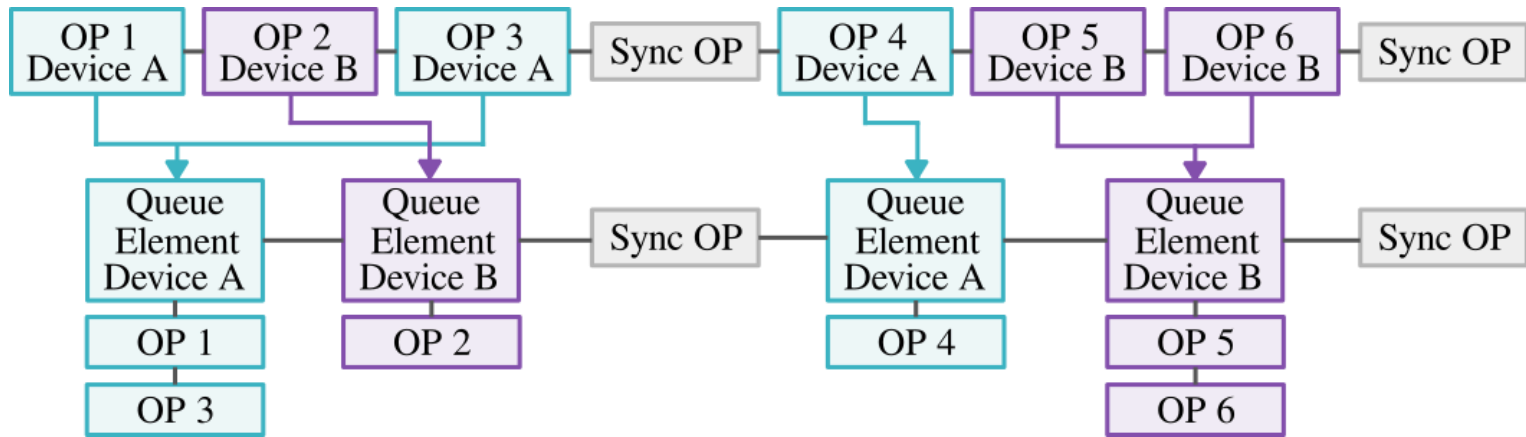 OP 1
Device A
OP 2
Device B
OP 3
Device A
Sync OP
OP 4
Device A
OP 5
Device B
OP 6
Device B
Sync OP
Queue
Element
Device A
Queue
Element
Device B
Sync OP
Queue
Element
Device A
Queue
Element
Device B
Sync OP
OP 1
OP 2
OP 4
OP 5
OP 3
OP 6